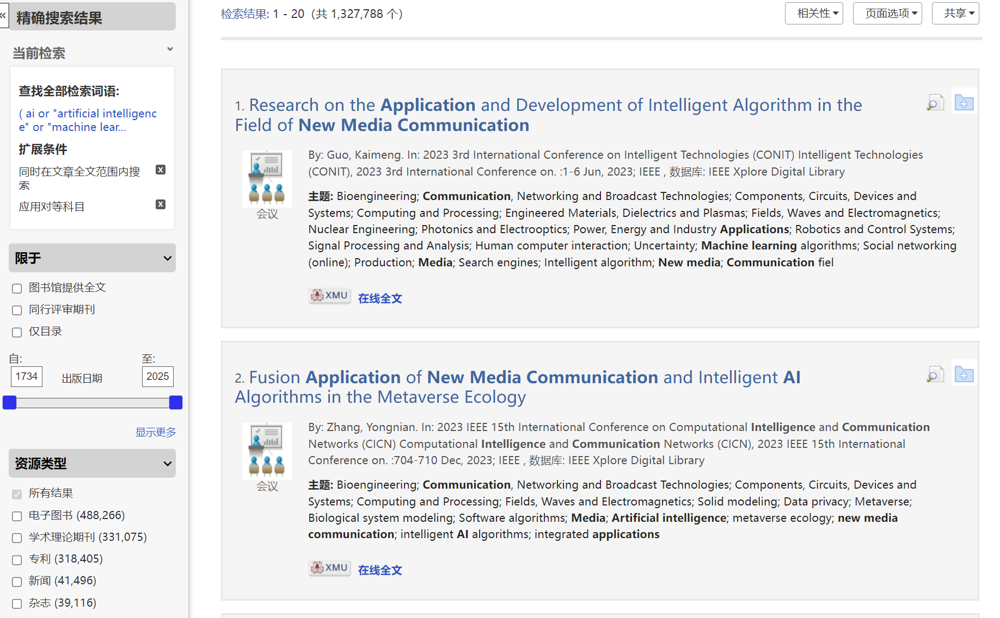 «
精确搜索结果
当前检索
查找全部检索词语:
( ai or "artificial intelligenc
e" or "machine lear...
扩展条件
同时在文章全文范围内搜
索
x
应用对等科目
x
限于
图书馆提供全文
同行评审期刊
仅目录
自:
至:
1734
出版日期
2025
显示更多
资源类型
所有结果
电子图书 (488,266)
学术理论期刊 (331,075)
专利 (318,405)
新闻 (41,496)
杂志 (39,116)
检索结果: 1 - 20（共 1,327,788 个）
相关性
页面选项
共享
1. Research on the Application and Development of Intelligent Algorithm in the
Field of New Media Communication
会议
By: Guo, Kaimeng. In: 2023 3rd International Conference on Intelligent Technologies (CONIT) Intelligent Technologies
(CONIT), 2023 3rd International Conference on. :1-6 Jun, 2023; IEEE , 数据库: IEEE Xplore Digital Library
主题: Bioengineering; Communication, Networking and Broadcast Technologies; Components, Circuits, Devices and
Systems; Computing and Processing; Engineered Materials, Dielectrics and Plasmas; Fields, Waves and Electromagnetics;
Nuclear Engineering; Photonics and Electrooptics; Power, Energy and Industry Applications; Robotics and Control Systems;
Signal Processing and Analysis; Human computer interaction; Uncertainty; Machine learning algorithms; Social networking
(online); Production; Media; Search engines; Intelligent algorithm; New media; Communication fiel
XMU 在线全文
2. Fusion Application of New Media Communication and Intelligent AI
Algorithms in the Metaverse Ecology
会议
By: Zhang, Yongnian. In: 2023 IEEE 15th International Conference on Computational Intelligence and Communication
Networks (CICN) Computational Intelligence and Communication Networks (CICN), 2023 IEEE 15th International
Conference on. :704-710 Dec, 2023; IEEE , 数据库: IEEE Xplore Digital Library
主题: Bioengineering; Communication, Networking and Broadcast Technologies; Components, Circuits, Devices and
Systems; Computing and Processing; Fields, Waves and Electromagnetics; Solid modeling; Data privacy; Metaverse;
Biological system modeling; Software algorithms; Media; Artificial intelligence; metaverse ecology; new media
communication; intelligent AI algorithms; integrated applications
XMU 在线全文